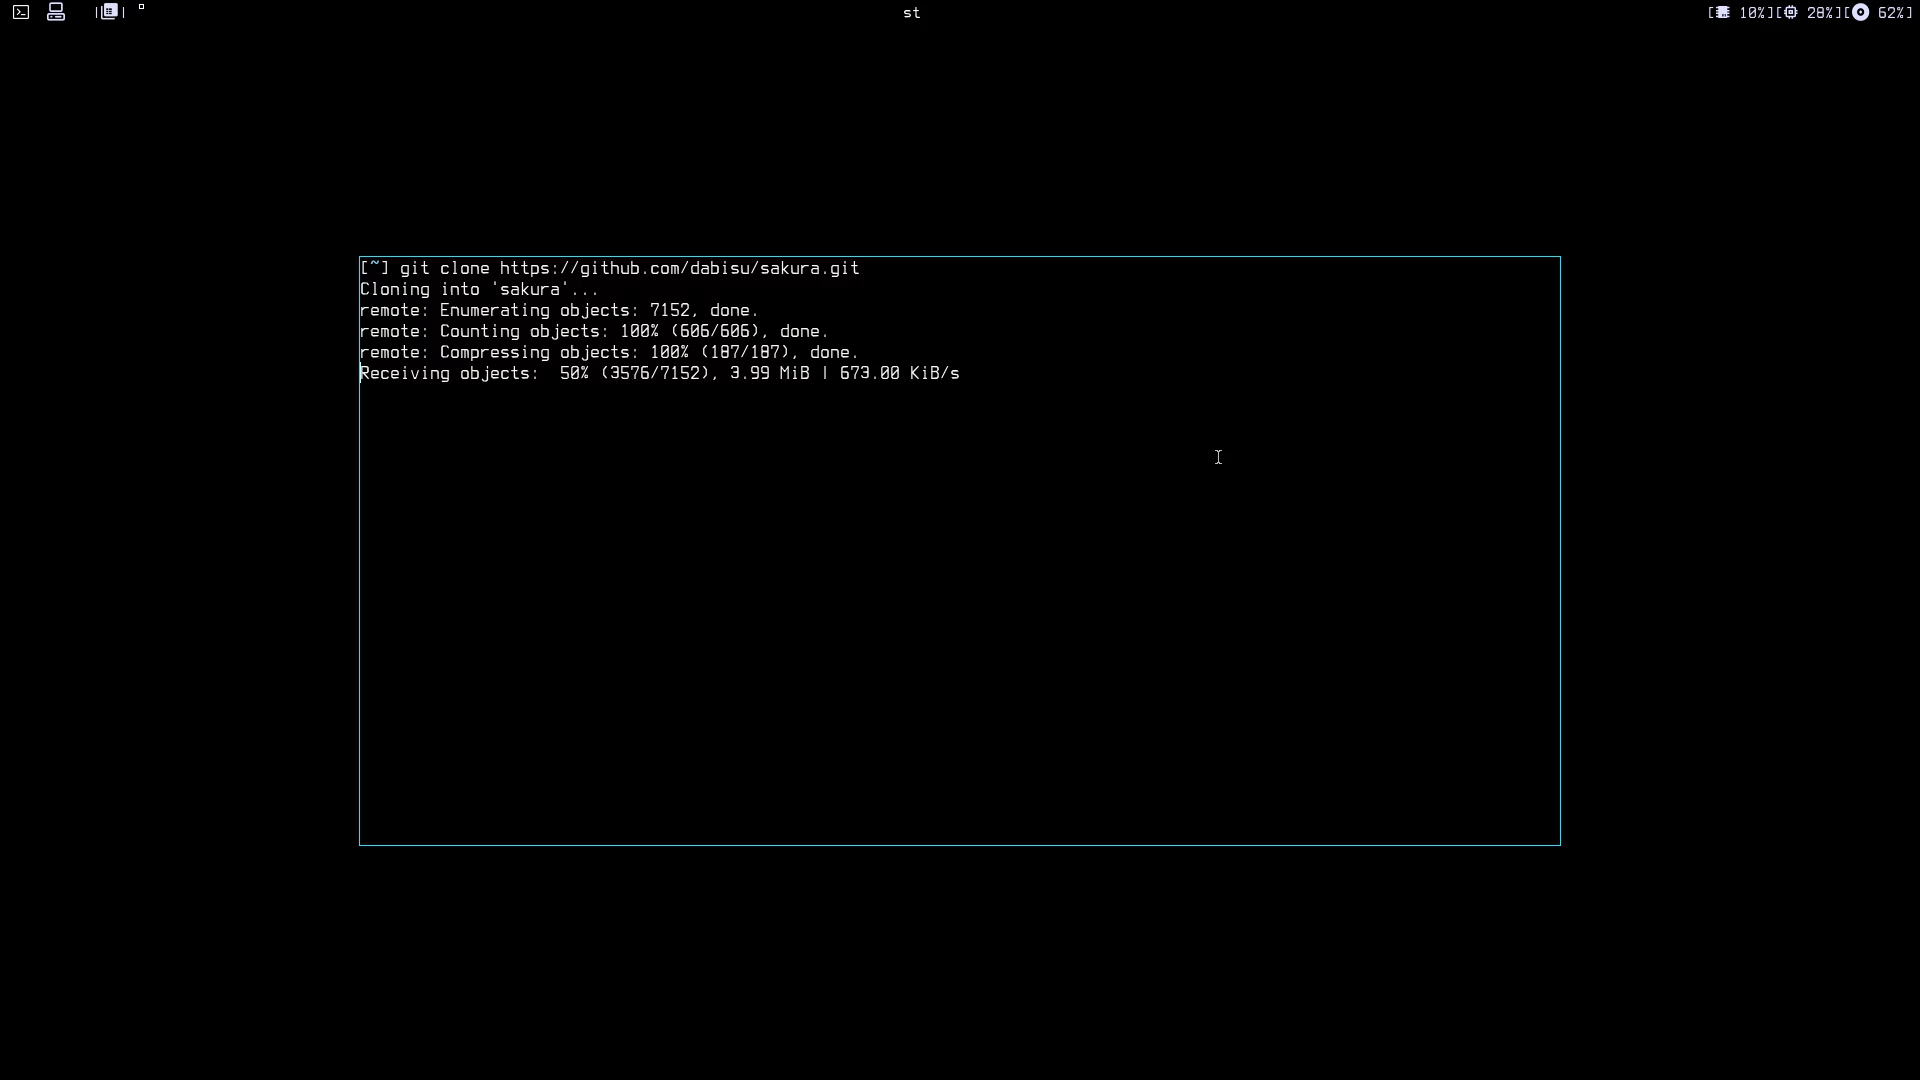 st
[ 10%][ 28%][ 62%]
[~] git clone https://github.com/dabisu/sakura.git
Cloning into 'sakura'...
remote: Enumerating objects: 7152, done.
remote: Counting objects: 100% (606/606), done.
remote: Compressing objects: 100% (187/187), done.
Receiving objects:  50% (3576/7152), 3.99 MiB | 673.00 KiB/s